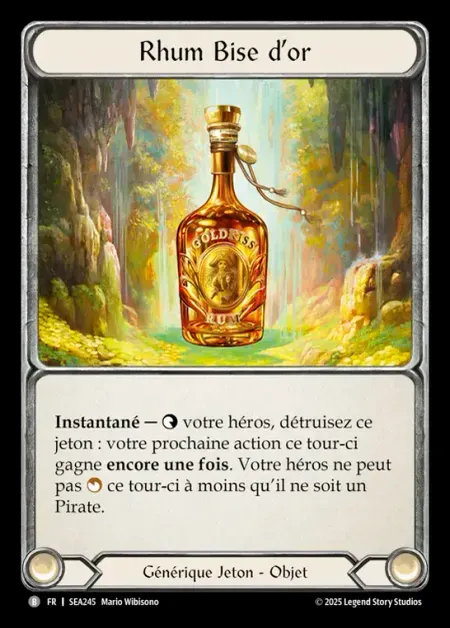 Rhum Bise d'or
GOLDKISS
RUM
Instantané — votre héros, détruisez ce
jeton : votre prochaine action ce tour-ci
gagne encore une fois. Votre héros ne peut
pas ce tour-ci à moins qu'il ne soit un
Pirate.
Générique Jeton - Objet
B FR | SEA245 Mario Wibisono
© 2025 Legend Story Studios